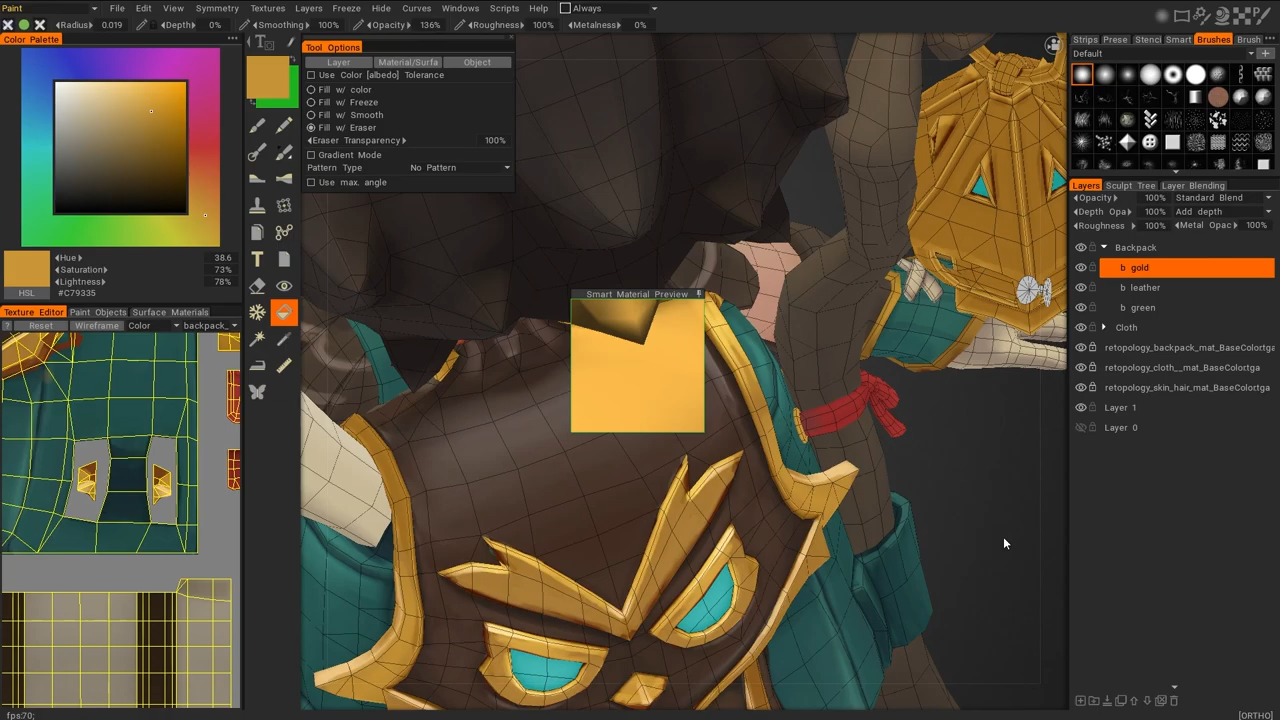 Paint File Edit View Symmetry Textures Layers Freeze Hide Curves Windows Scripts Help Always
Radius 0.019 Depth 0% Smoothing 100% Opacity 136% Roughness 100% Metalness 0%
Color Palette
Tool Options
Layer Material/Surfa Object
Use Color [albedo] Tolerance
Fill w/ color
Fill w/ Freeze
Fill w/ Smooth
Fill w/ Eraser
Eraser Transparency 100%
Gradient Mode
Pattern Type No Pattern
Use max. angle
Hue 38.6
Saturation 73%
Lightness 78%
HSL #C79335
Texture Editor Paint Objects Surface Materials
? Reset Wireframe Color backpack_
Smart Material Preview
Strips Prese Stenci Smart Brushes Brush
Default
Layers Sculpt Tree Layer Blending
Opacity 100% Standard Blend
Depth Opa 100% Add depth
Roughness 100% Metal Opac 100%
Backpack
b gold
b leather
b green
Cloth
retopology_backpack_mat_BaseColortga
retopology_cloth__mat_BaseColortga
retopology_skin_hair_mat_BaseColortga
Layer 1
Layer 0
fps:70;
[ORTHO]